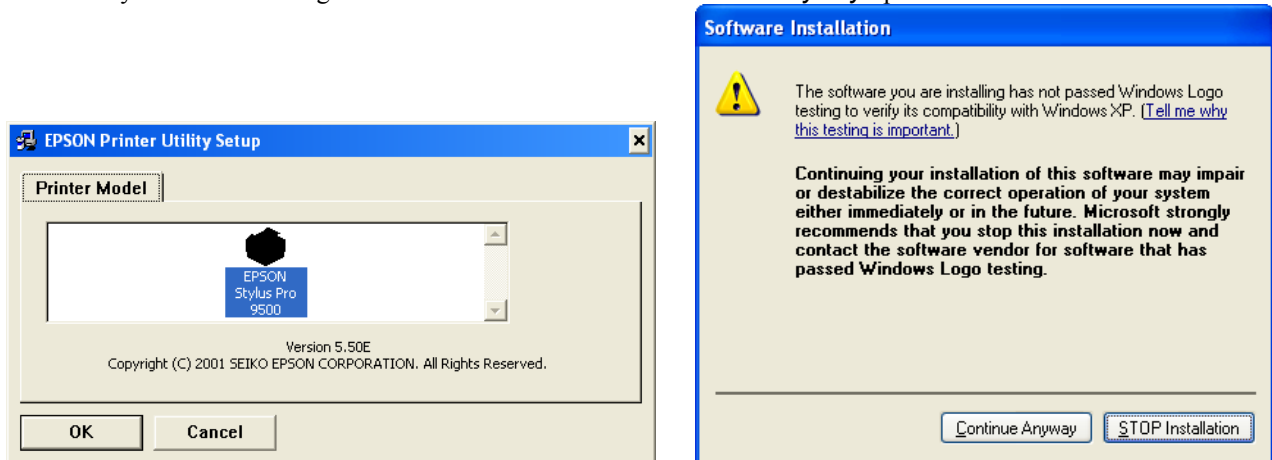 EPSON Printer Utility Setup
Printer Model
EPSON
Stylus Pro
9500
Version 5.50E
Copyright (C) 2001 SEIKO EPSON CORPORATION. All Rights Reserved.
OK Cancel
Software Installation
The software you are installing has not passed Windows Logo
testing to verify its compatibility with Windows XP. (Tell me why
this testing is important.)
Continuing your installation of this software may impair
or destabilize the correct operation of your system
either immediately or in the future. Microsoft strongly
recommends that you stop this installation now and
contact the software vendor for software that has
passed Windows Logo testing.
Continue Anyway STOP Installation